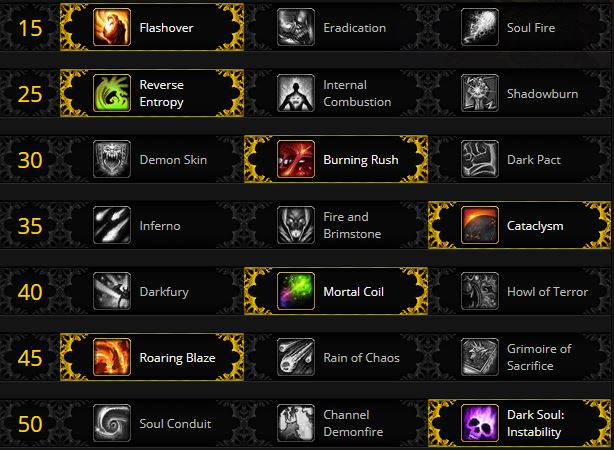 15 Flashover Eradication Soul Fire
25 Reverse Entropy Internal Combustion Shadowburn
30 Demon Skin Burning Rush Dark Pact
35 Inferno Fire and Brimstone Cataclysm
40 Darkfury Mortal Coil Howl of Terror
45 Roaring Blaze Rain of Chaos Grimoire of Sacrifice
50 Soul Conduit Channel Demonfire Dark Soul: Instability